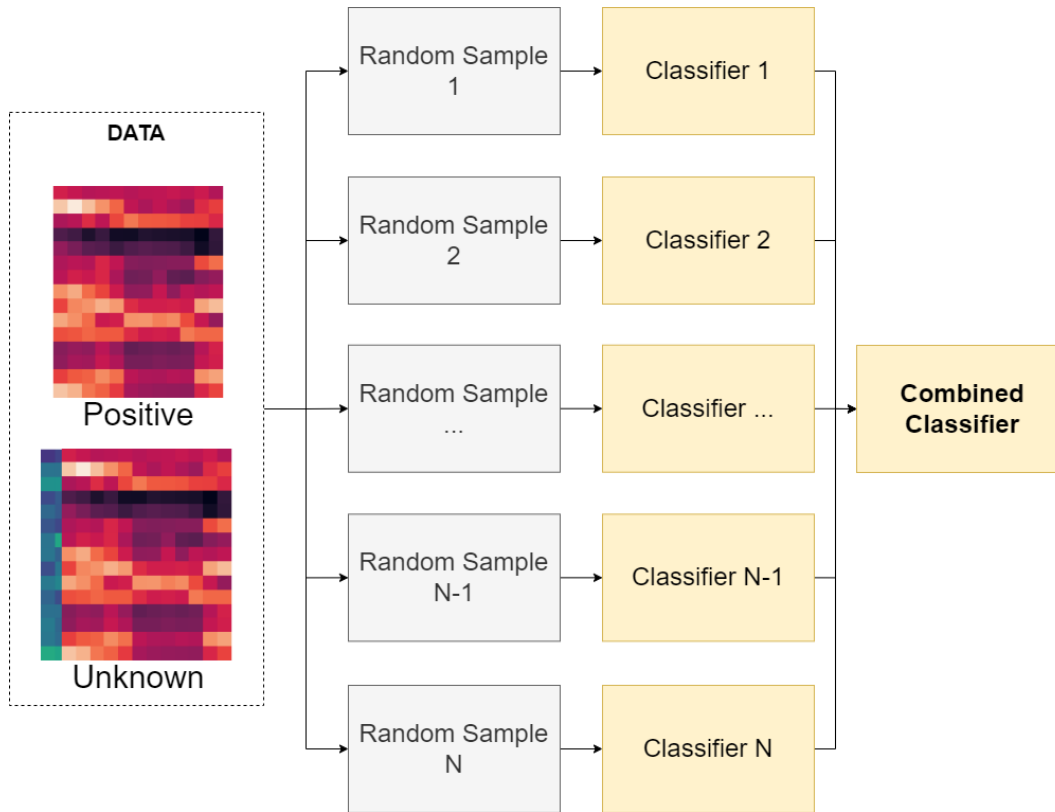 DATA
Positive
Unknown
Random Sample
1
Classifier 1
Random Sample
2
Classifier 2
Random Sample
...
Classifier ...
Random Sample
N-1
Classifier N-1
Random Sample
N
Classifier N
Combined
Classifier